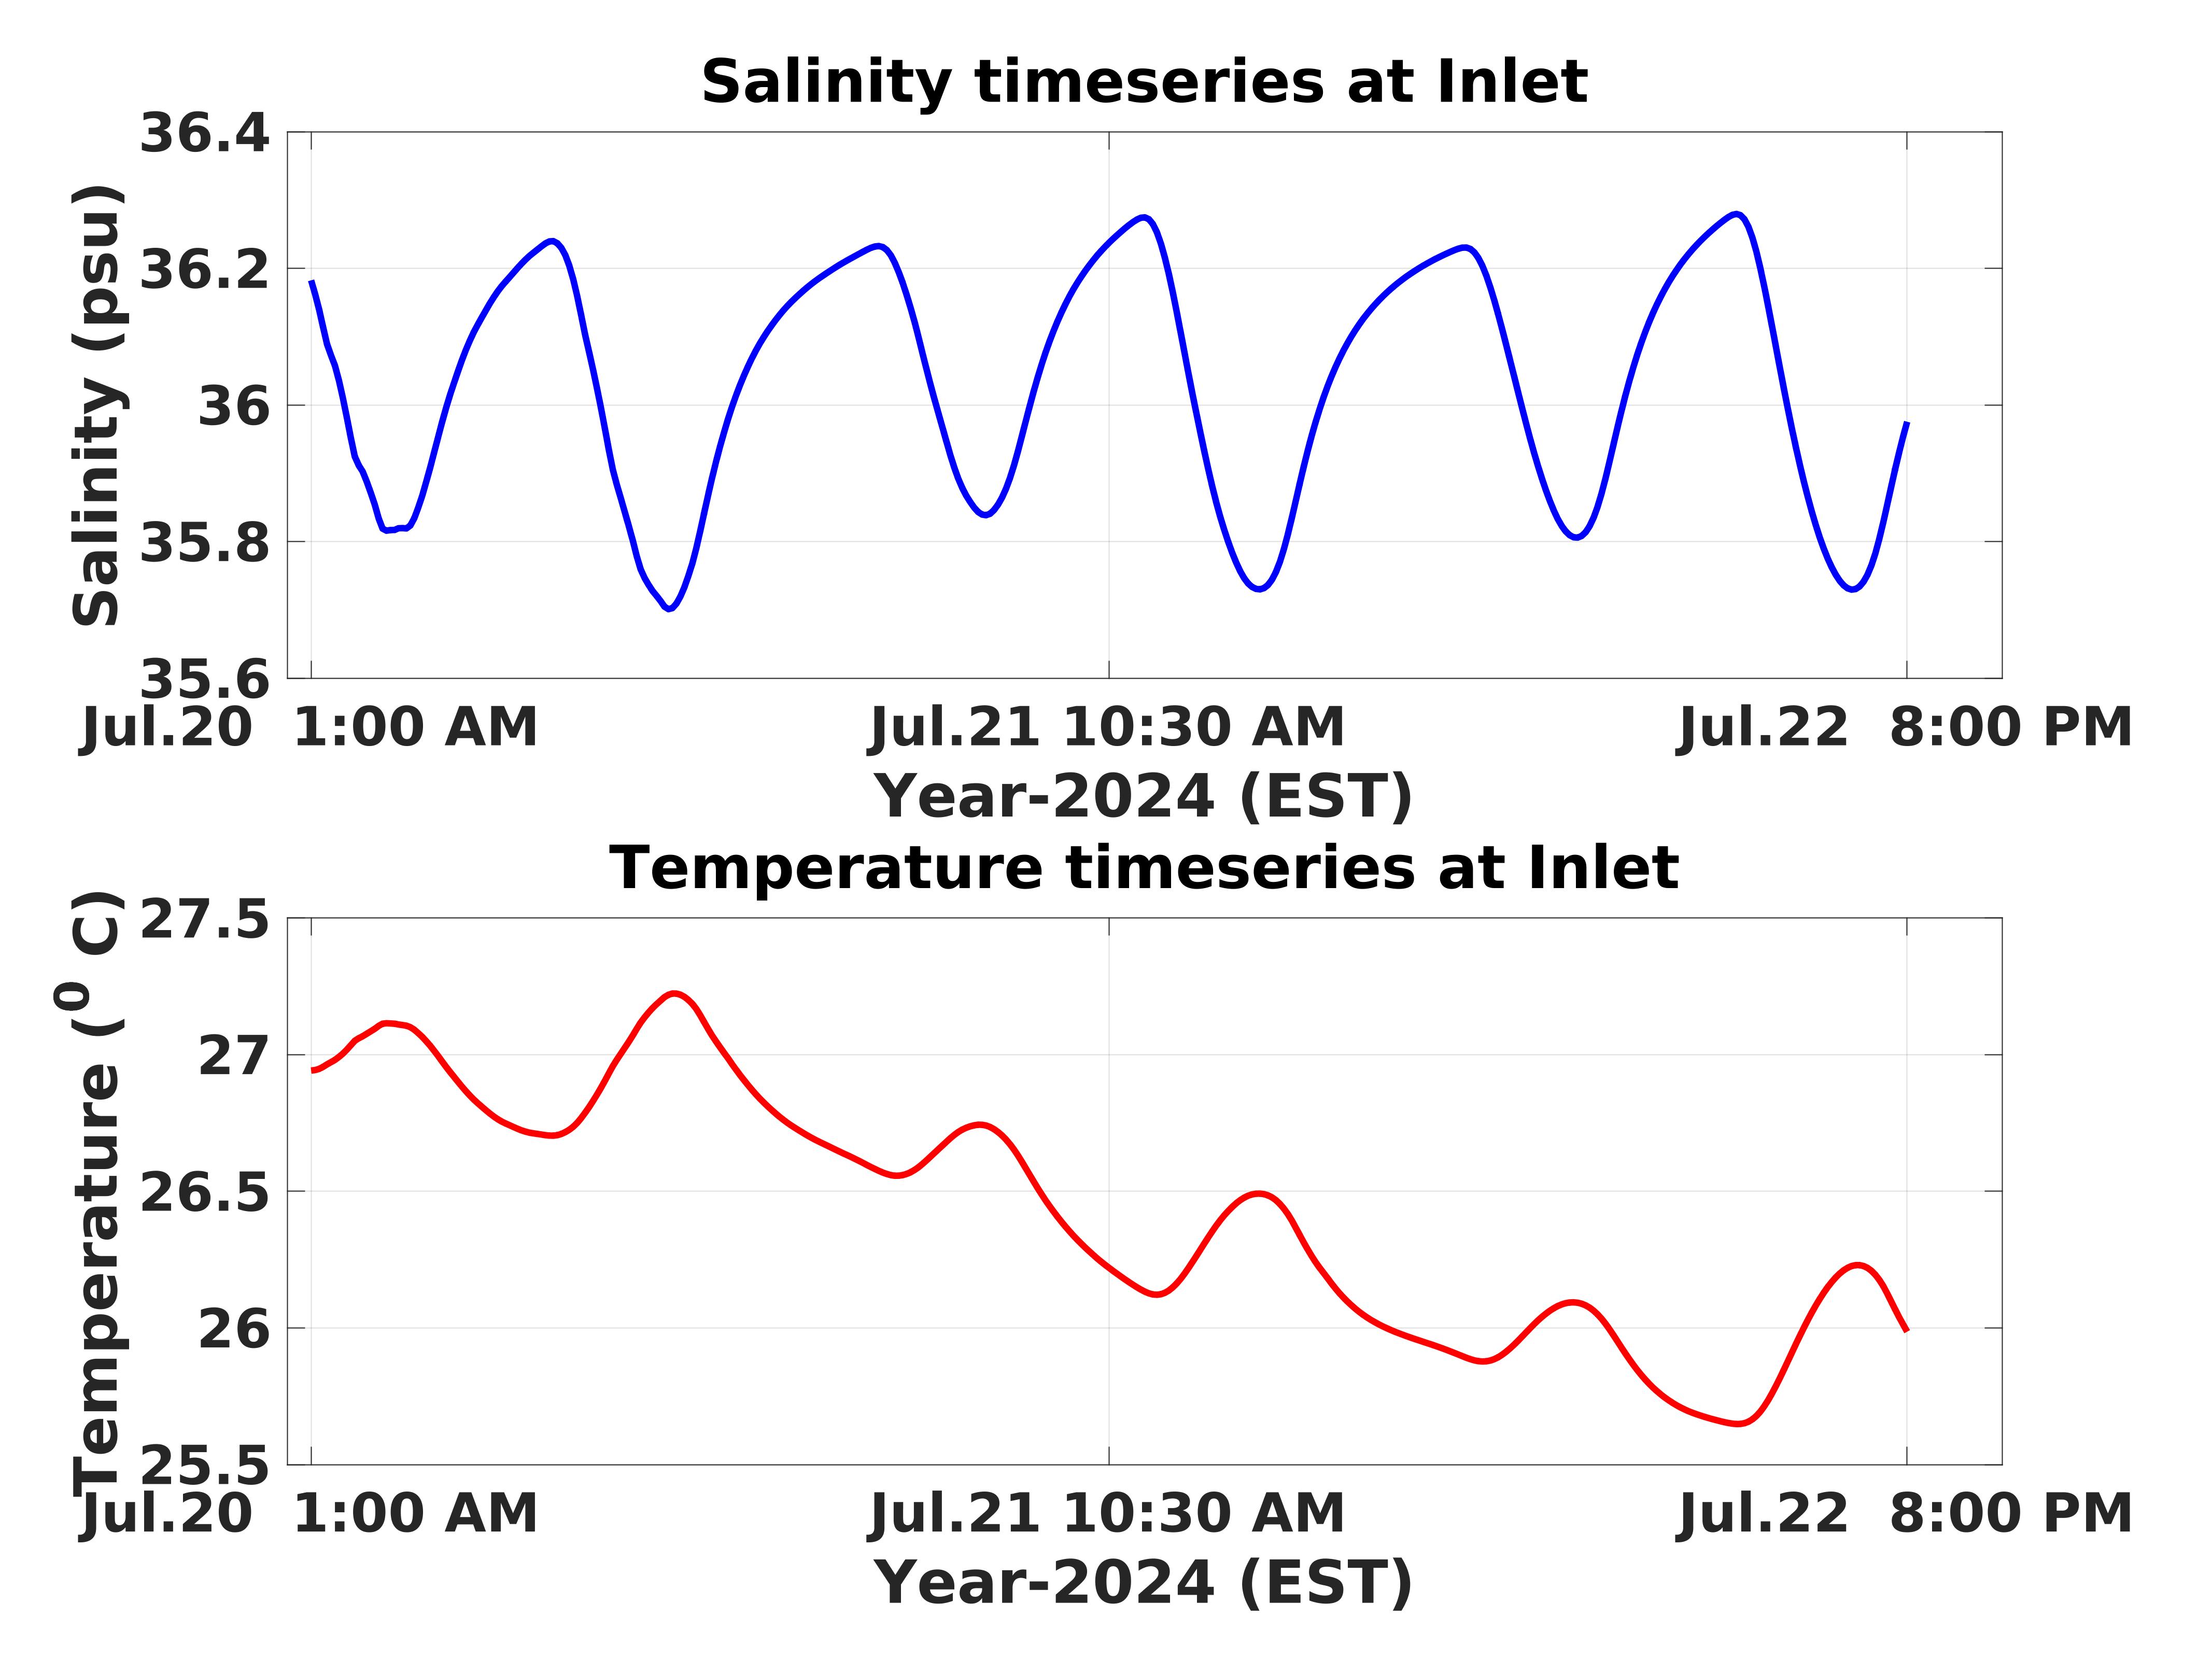 Salinity timeseries at Inlet
Salinity (psu)
36.4
36.2
36
35.8
35.6
Jul.20  1:00 AM Jul.21 10:30 AM Jul.22  8:00 PM
Year-2024 (EST)
Temperature timeseries at Inlet
Temperature (⁰ C)
27.5
27
26.5
26
25.5
Jul.20  1:00 AM Jul.21 10:30 AM Jul.22  8:00 PM
Year-2024 (EST)